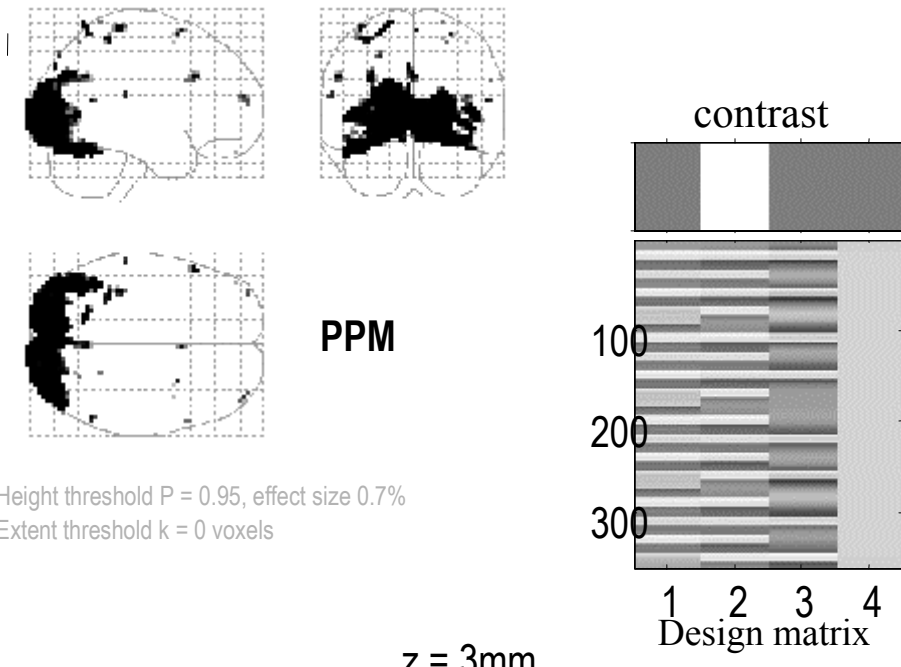 contrast
PPM
100
200
300
Height threshold P = 0.95, effect size 0.7%
Extent threshold k = 0 voxels
1 2 3 4
Design matrix
z = 3mm